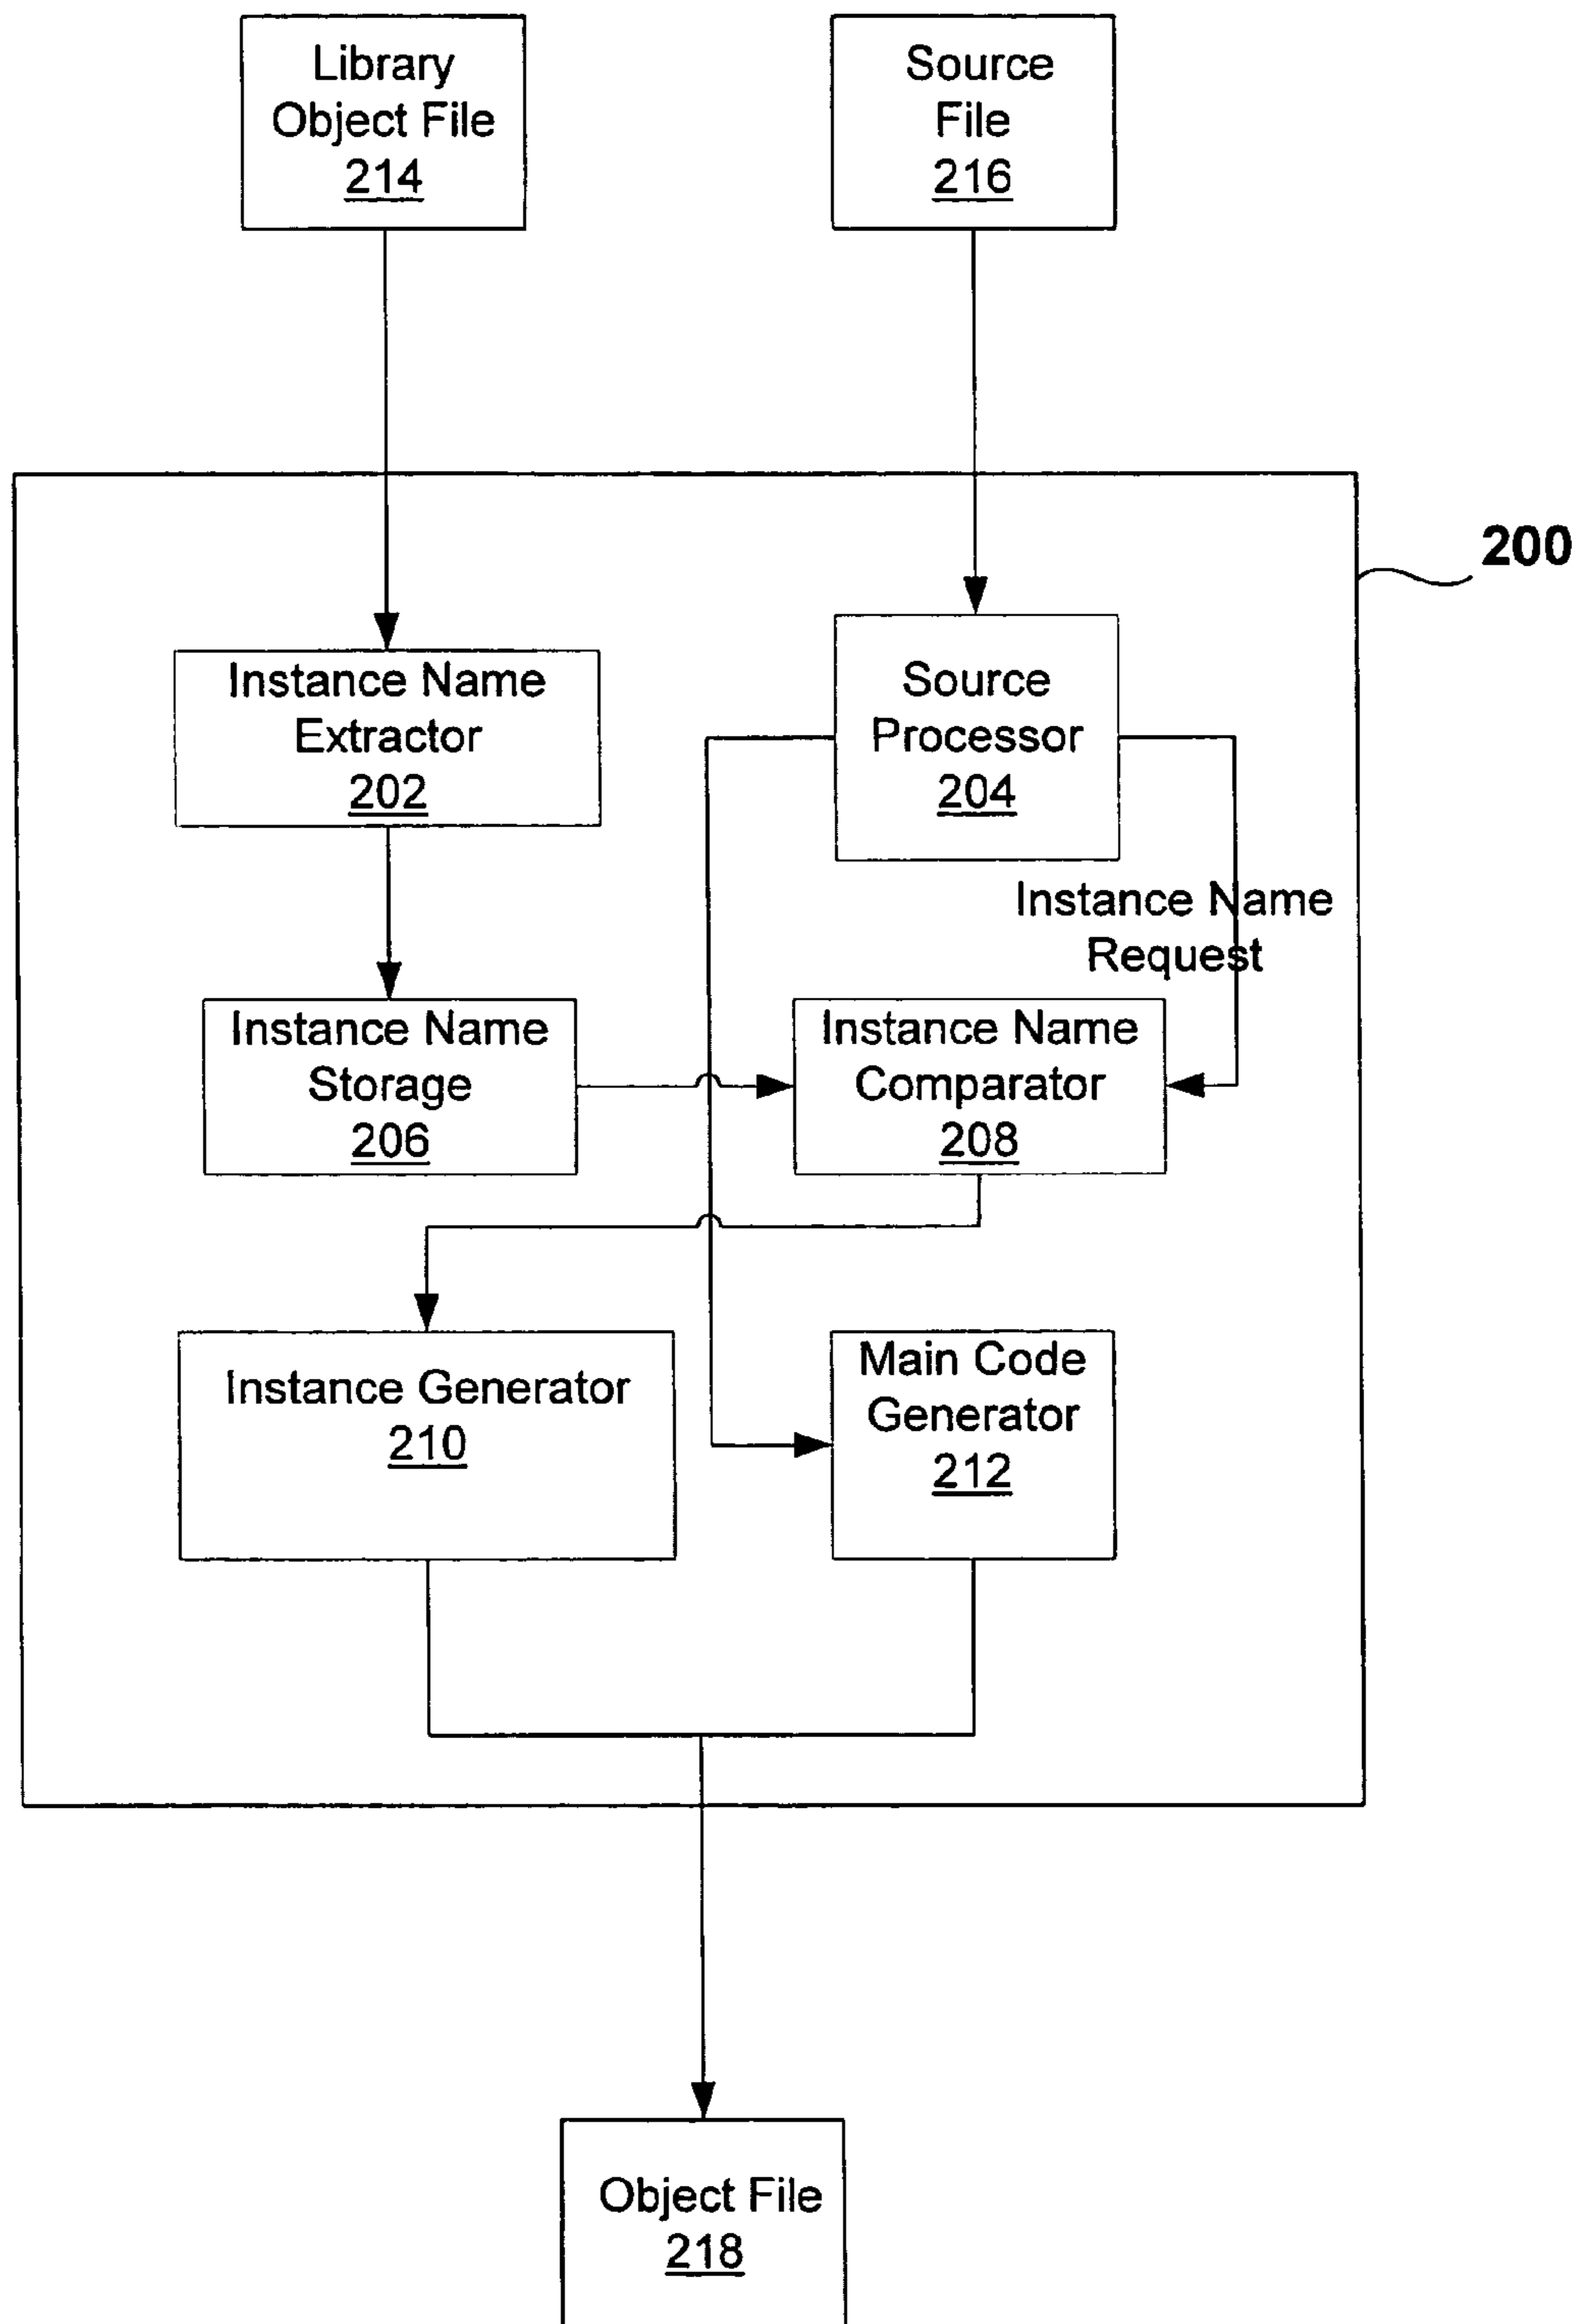 Library
Object File
214
Source
File
216
200
Instance Name
Extractor
202
Source
Processor
204
Instance Name
Request
Instance Name
Storage
206
Instance Name
Comparator
208
Instance Generator
210
Main Code
Generator
212
Object File
218